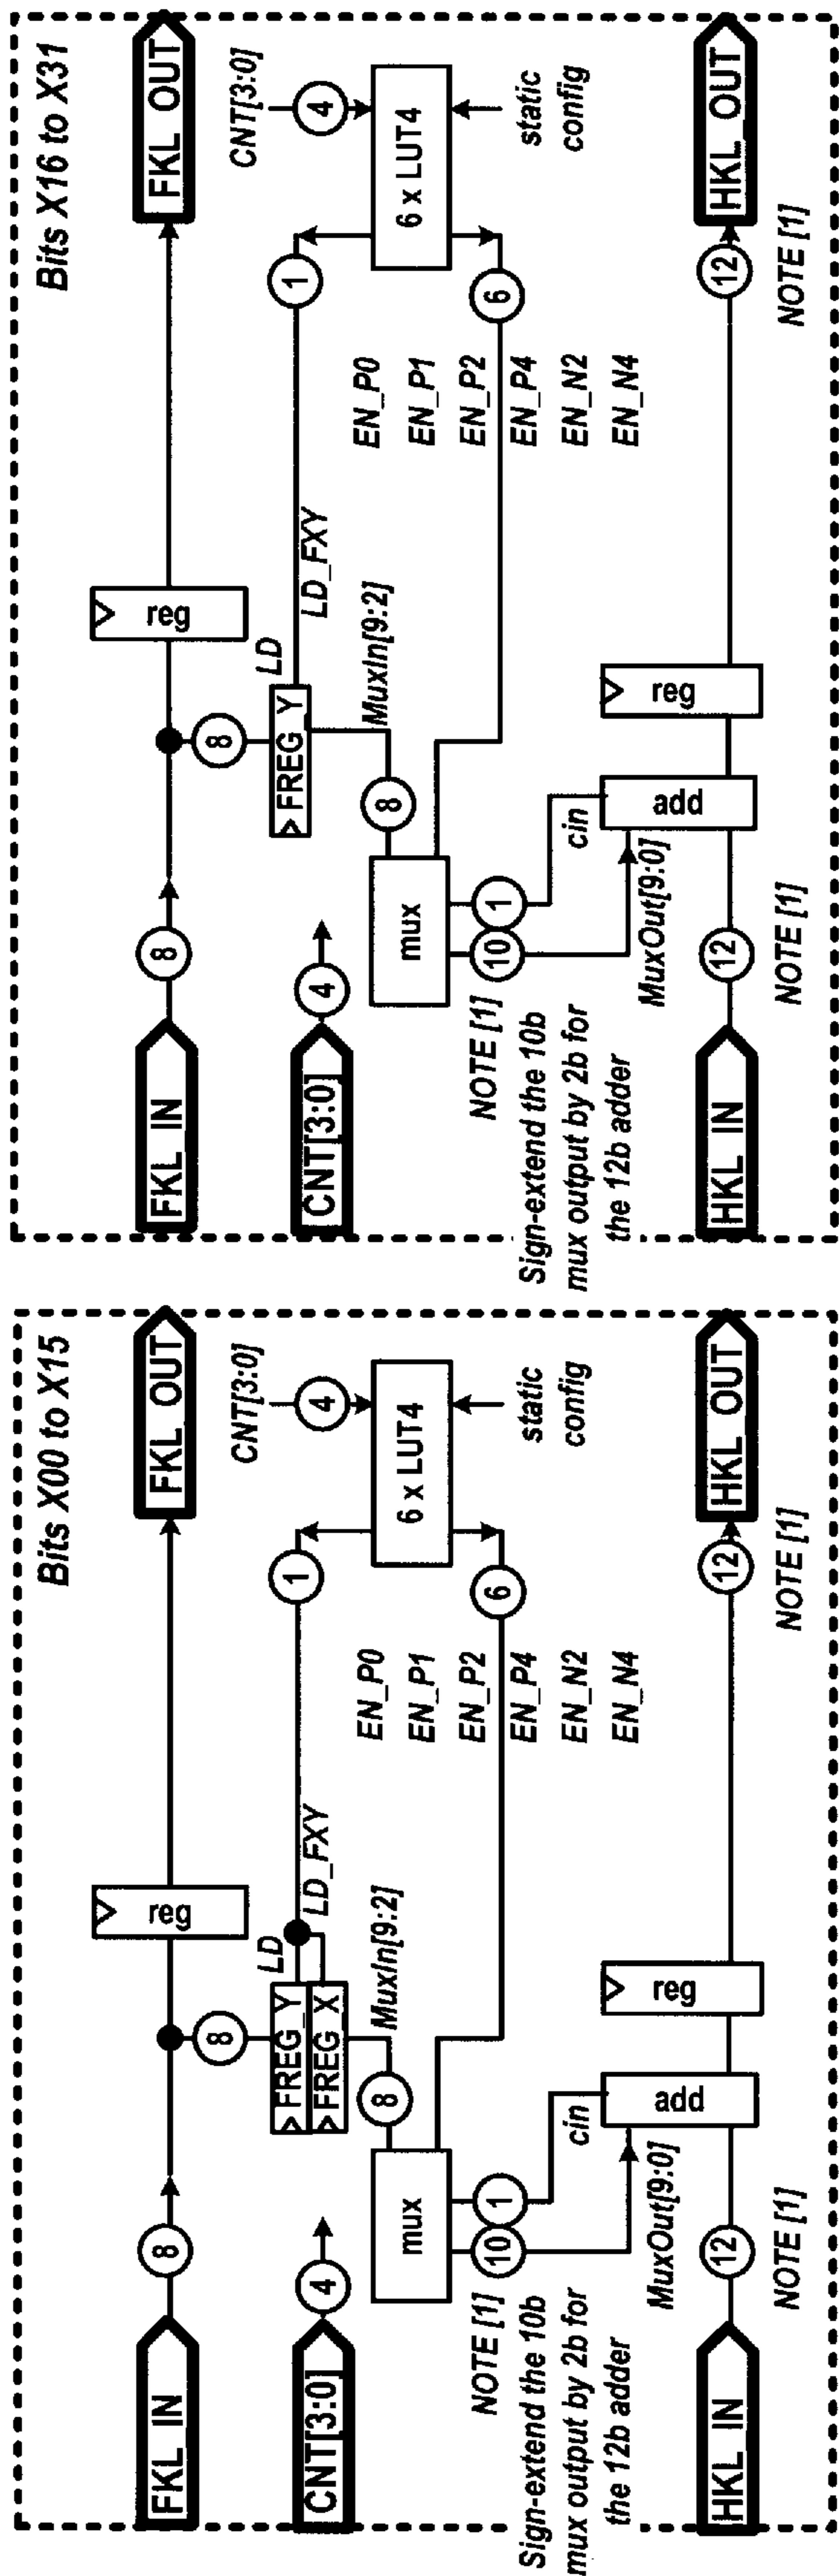 Bits X00 to X15
FKL_IN
8
reg
FKL_OUT
CNT[3:0]
4
8
>FREG_Y
>FREG_X
LD
LD_FXY
1
CNT[3:0]
4
6 x LUT4
static
config
MuxIn[9:2]
8
mux
6
EN_P0
EN_P1
EN_P2
EN_P4
EN_N2
EN_N4
10
1
cin
NOTE [1]
Sign-extend the 10b
mux output by 2b for
the 12b adder
MuxOut[9:0]
add
reg
HKL_IN
12
NOTE [1]
12
NOTE [1]
HKL_OUT
Bits X16 to X31
FKL_IN
8
reg
FKL_OUT
CNT[3:0]
4
8
>FREG_Y
LD
LD_FXY
1
CNT[3:0]
4
6 x LUT4
static
config
MuxIn[9:2]
8
mux
6
EN_P0
EN_P1
EN_P2
EN_P4
EN_N2
EN_N4
10
1
cin
NOTE [1]
Sign-extend the 10b
mux output by 2b for
the 12b adder
MuxOut[9:0]
add
reg
HKL_IN
12
NOTE [1]
12
NOTE [1]
HKL_OUT